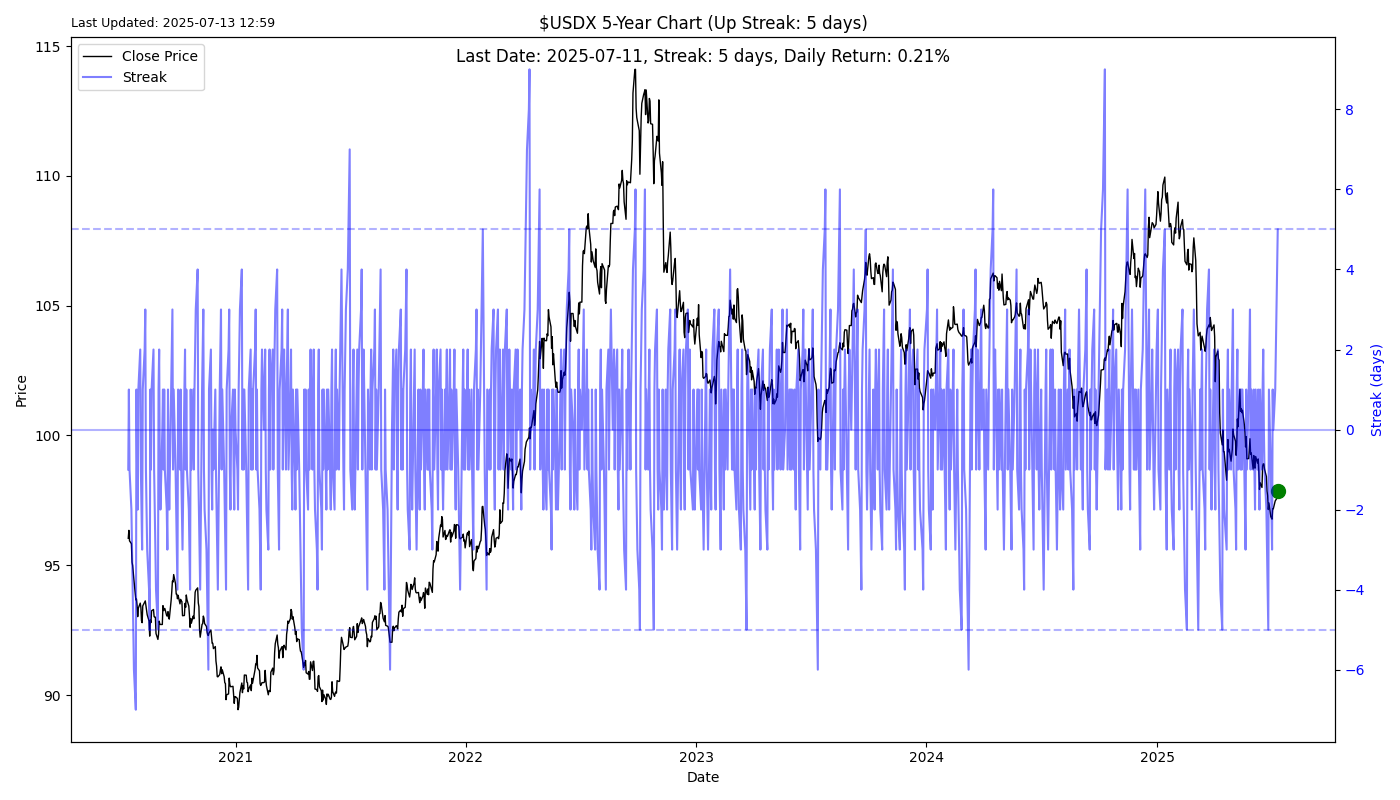 Last Updated: 2025-07-13 12:59
$USDX 5-Year Chart (Up Streak: 5 days)
Last Date: 2025-07-11, Streak: 5 days, Daily Return: 0.21%
Close Price
Streak
115
110
105
100
95
90
Price
8
6
4
2
0
−2
−4
−6
Streak (days)
2021
2022
2023
2024
2025
Date